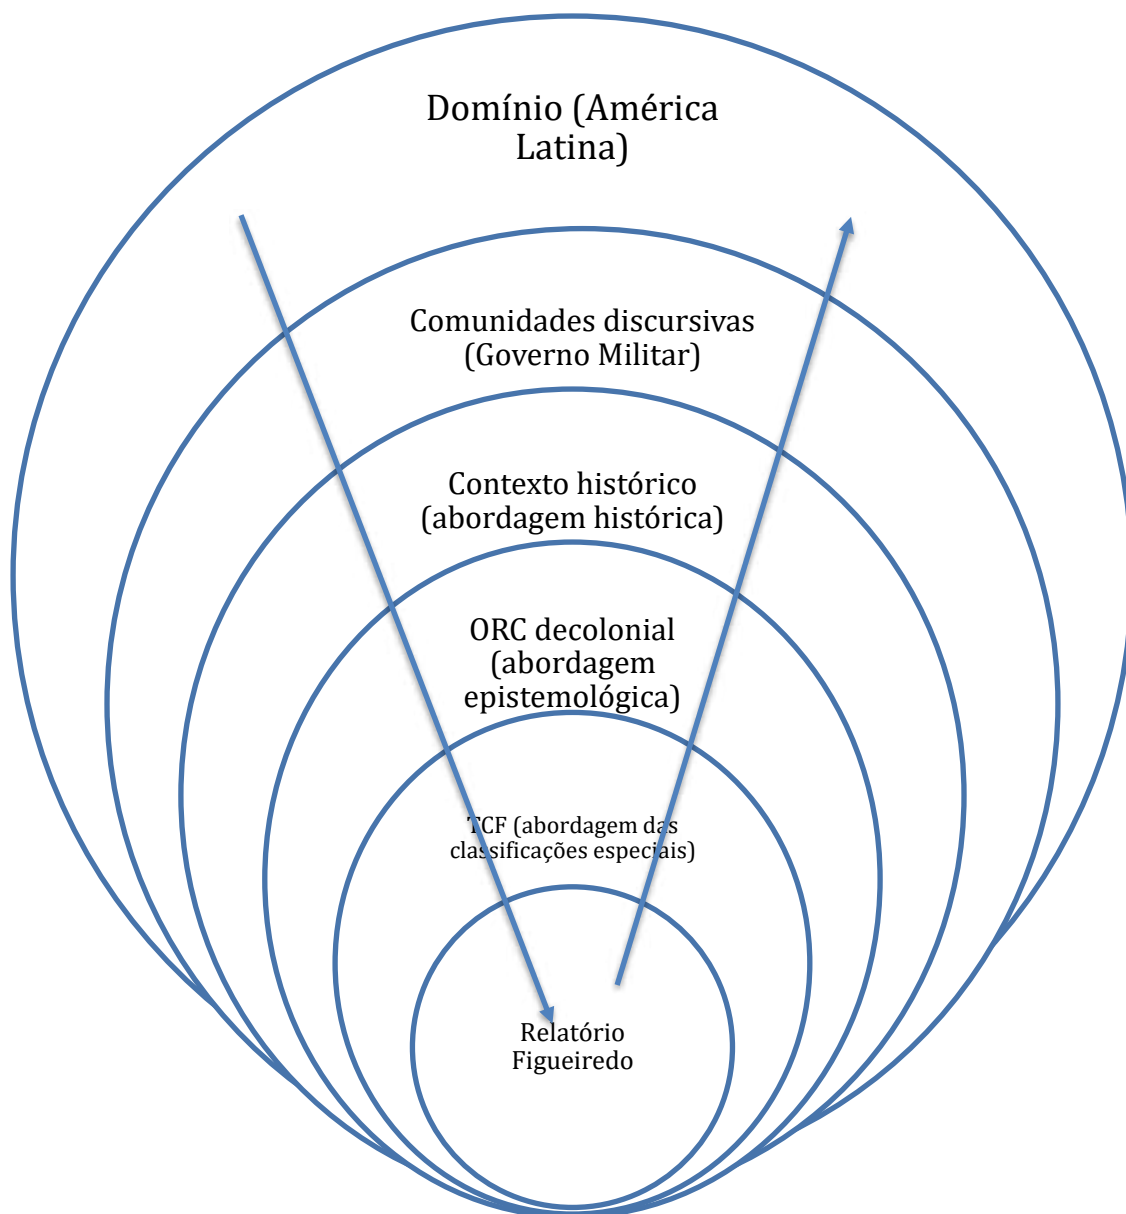 Domínio (América
Latina)
Comunidades discursivas
(Governo Militar)
Contexto histórico
(abordagem histórica)
ORC decolonial
(abordagem
epistemológica)
TCF (abordagem das
classificações especiais)
Relatório
Figueiredo